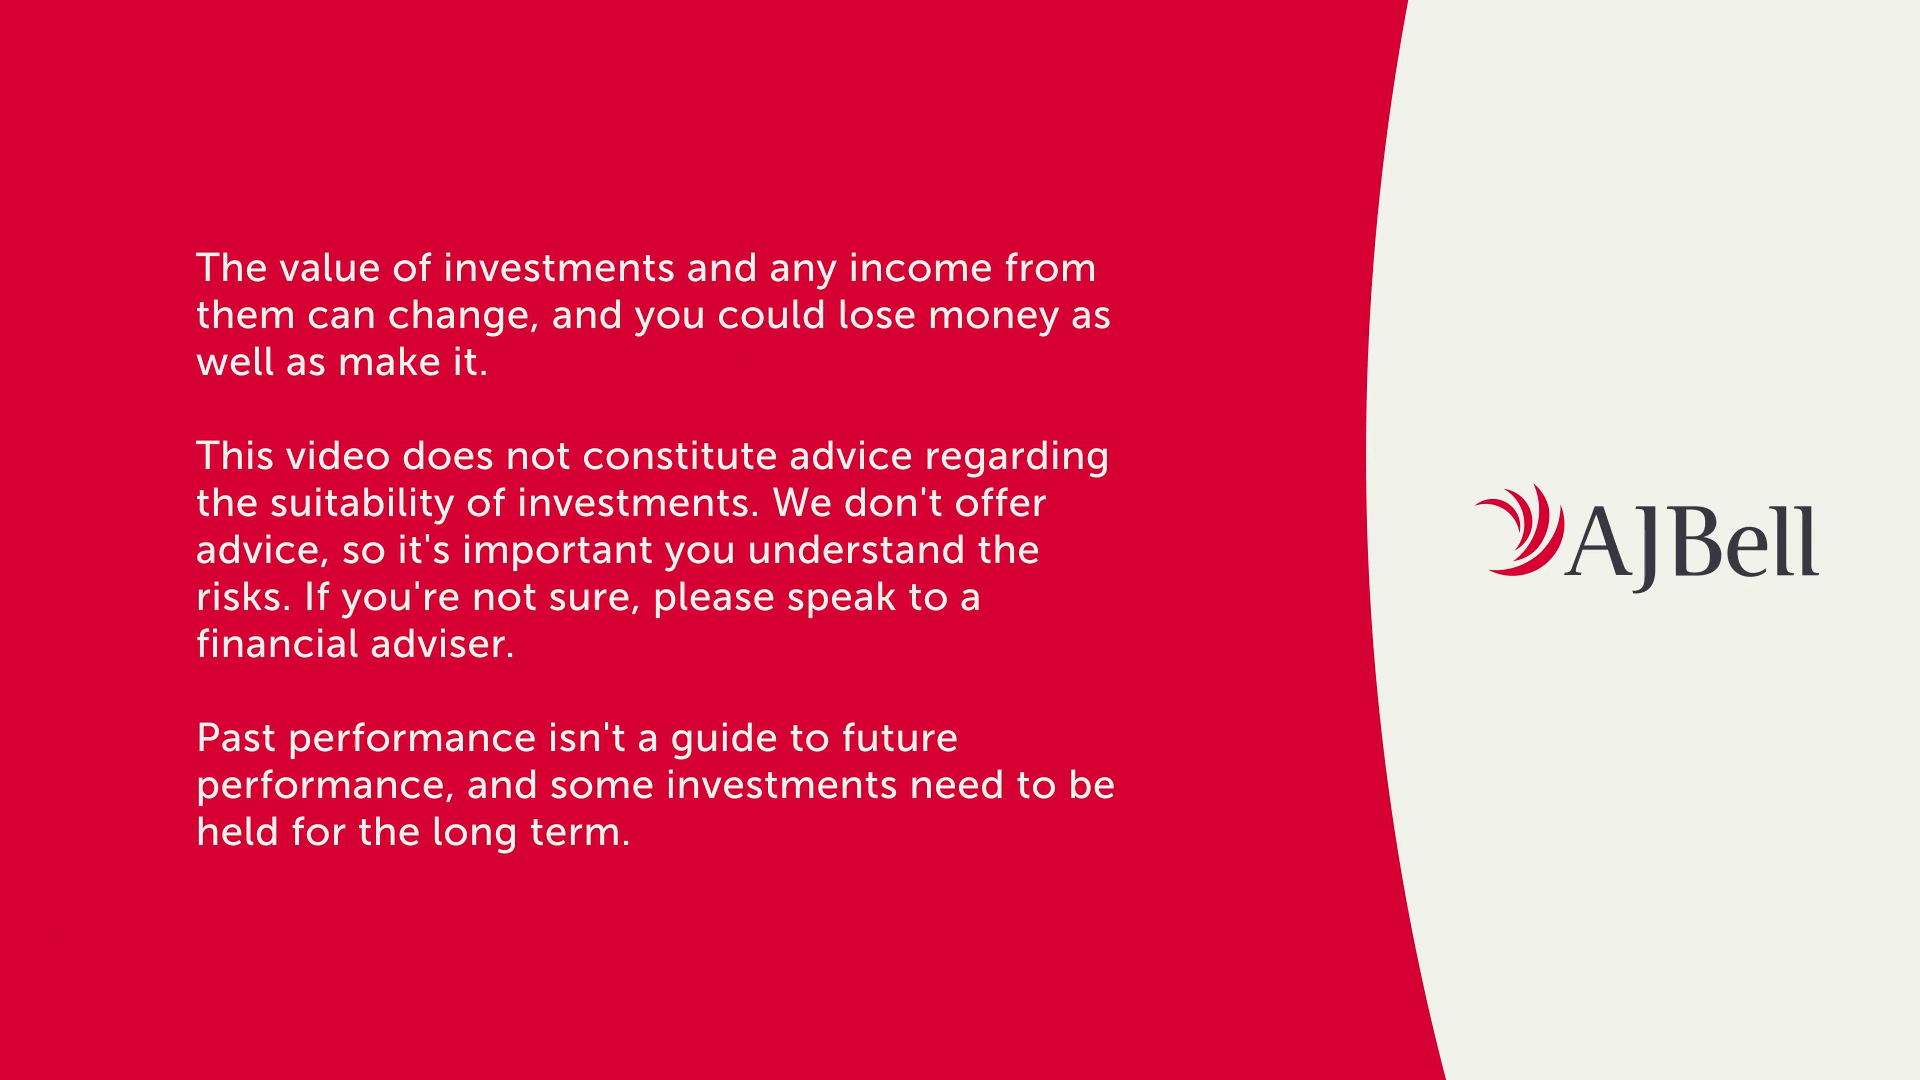 The value of investments and any income from
them can change, and you could lose money as
well as make it.
This video does not constitute advice regarding
the suitability of investments. We don't offer
advice, so it's important you understand the
risks. If you're not sure, please speak to a
financial adviser.
Past performance isn't a guide to future
performance, and some investments need to be
held for the long term.
AJBell